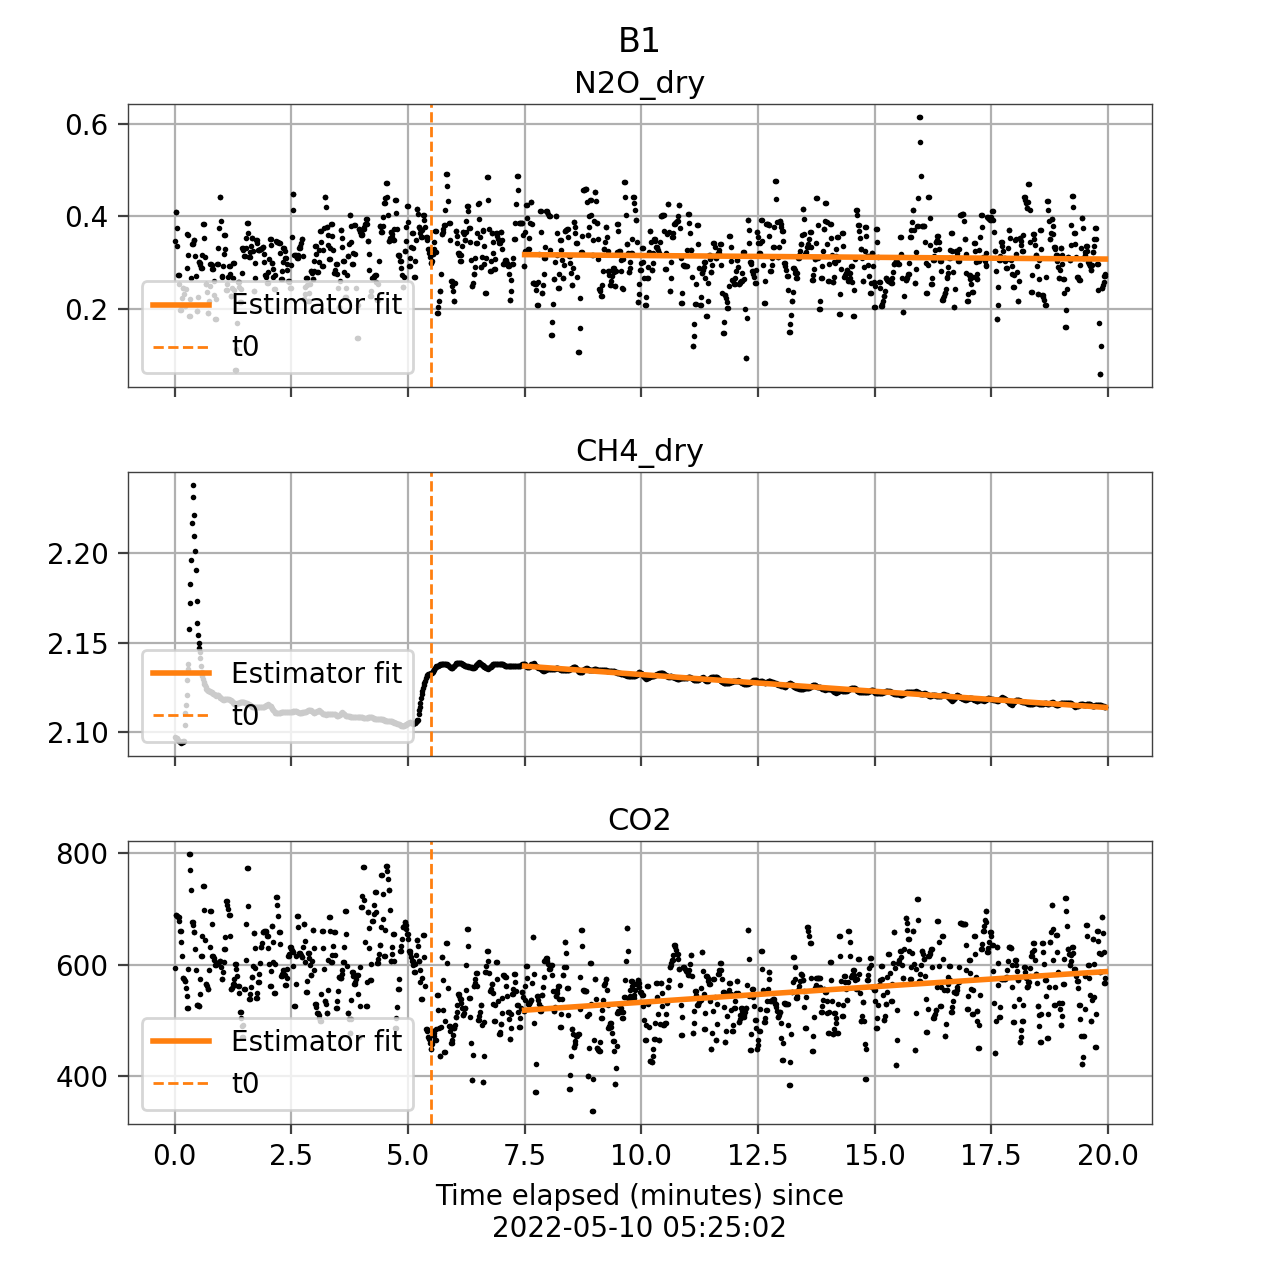 B1
N2O_dry
0.6
0.4
0.2
Estimator fit
t0
CH4_dry
2.20
2.15
2.10
Estimator fit
t0
CO2
800
600
400
Estimator fit
t0
0.0 2.5 5.0 7.5 10.0 12.5 15.0 17.5 20.0
Time elapsed (minutes) since
2022-05-10 05:25:02